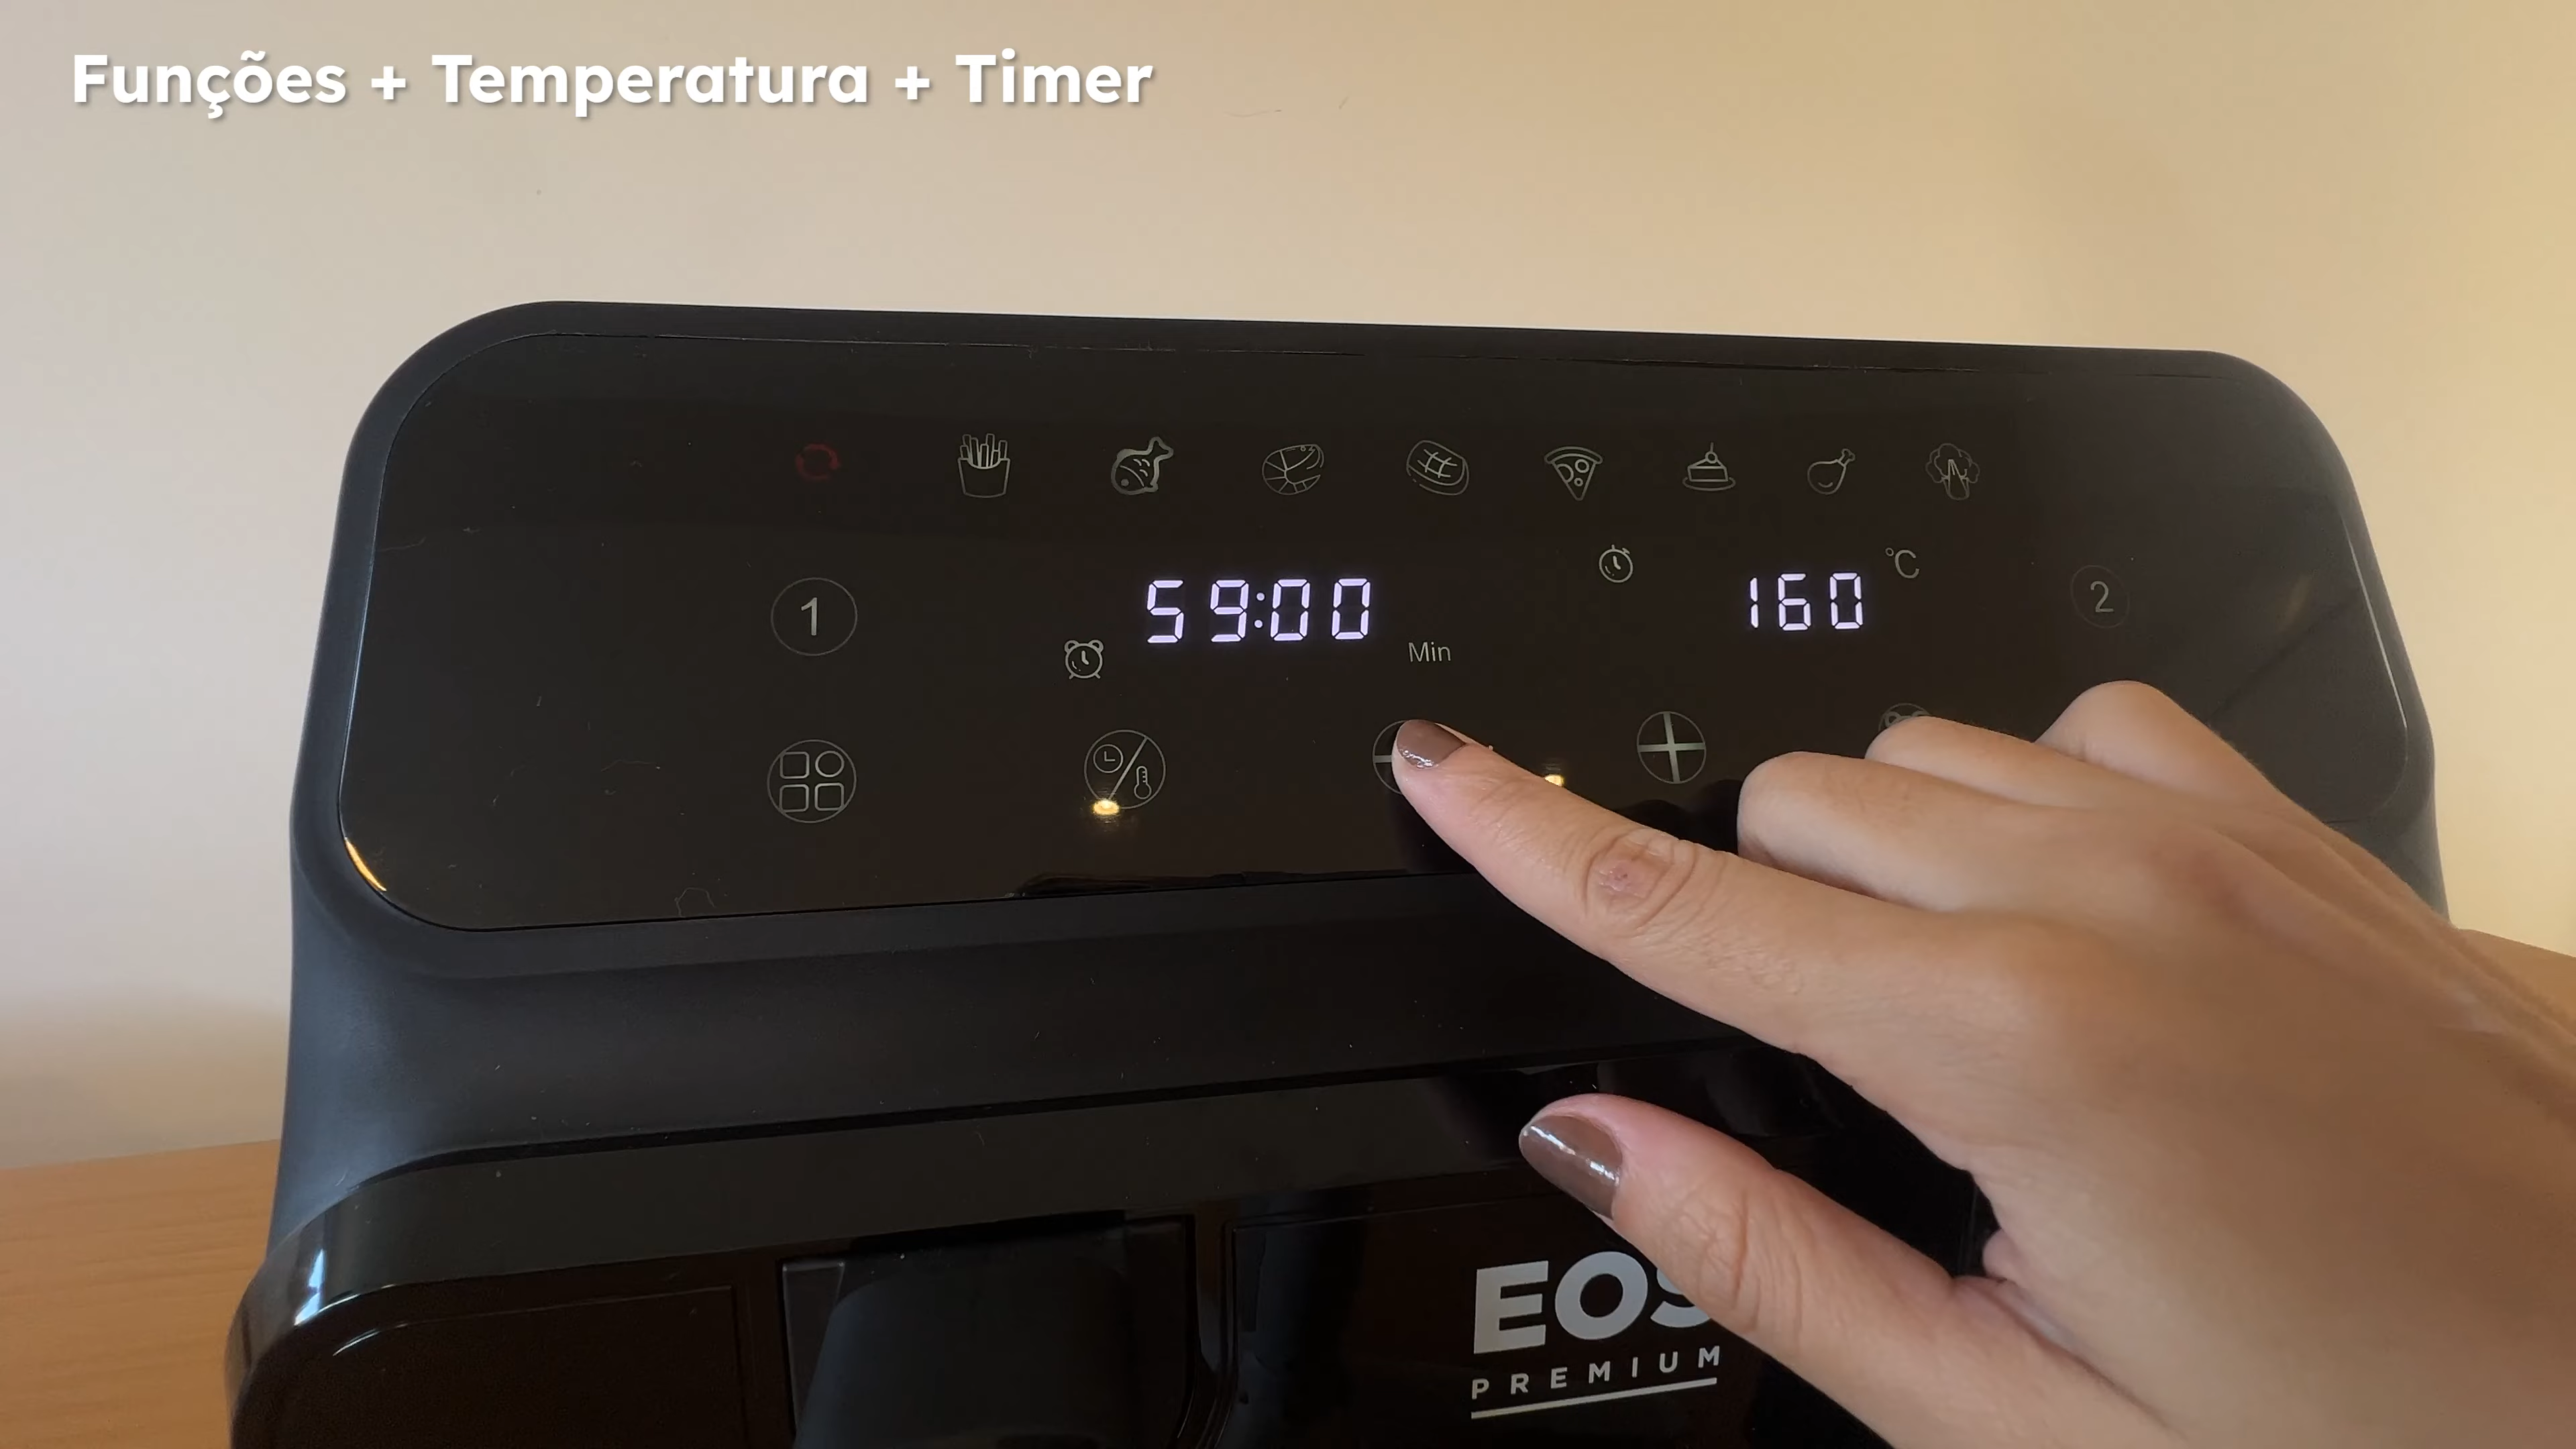 Funções + Temperatura + Timer
1
59:00
Min
160
°C
2
EOS
PREMIUM